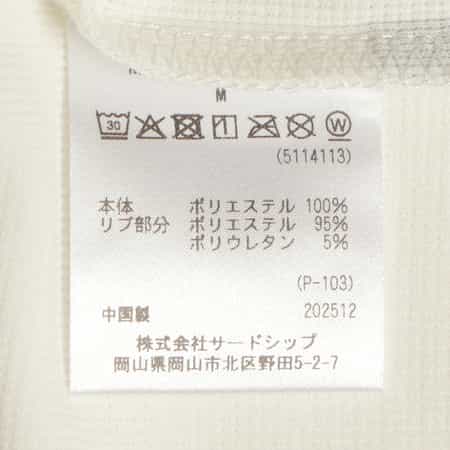 M
30
W
(5114113)
本体 ポリエステル 100%
リブ部分 ポリエステル 95%
ポリウレタン 5%
(P-103)
中国製 202512
株式会社サードシップ
岡山県岡山市北区野田5-2-7